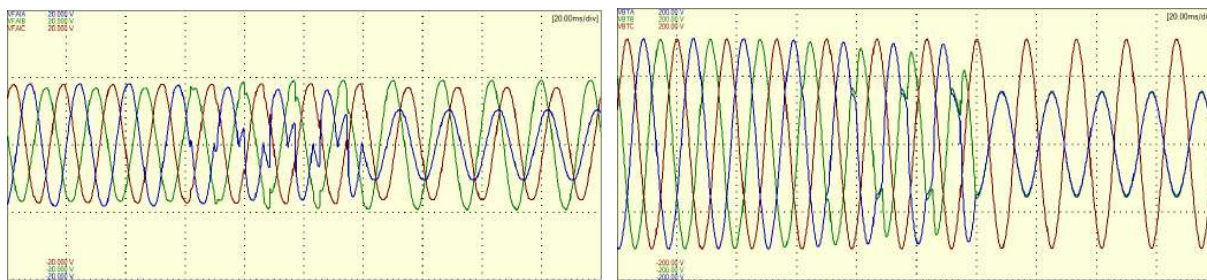 VFAIA 20.000 V
VFAIB 20.000 V
VFAIC 20.000 V
[20.00ms/div]
-20.000 V
-20.000 V
-20.000 V
VBTA 200.00 V
VBTB 200.00 V
VBTC 200.00 V
[20.00ms/div]
-200.00 V
-200.00 V
-200.00 V